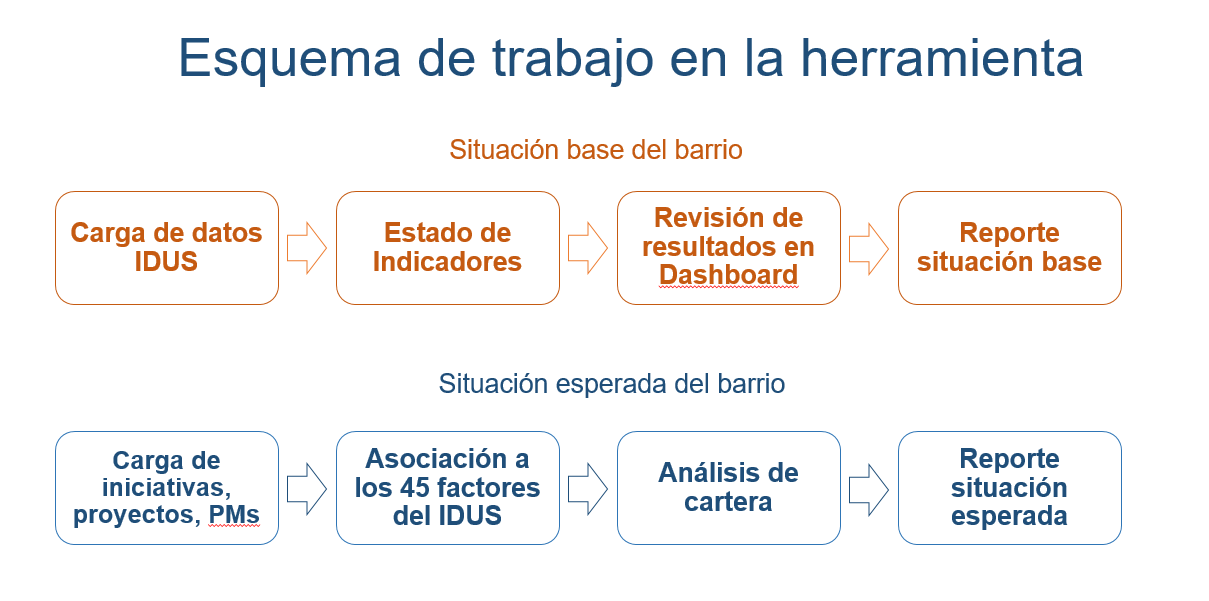 Esquema de trabajo en la herramienta
Situación base del barrio
Carga de datos
IDUS
Estado de
Indicadores
Revisión de
resultados en
Dashboard
Reporte
situación base
Situación esperada del barrio
Carga de
iniciativas,
proyectos, PMs
Asociación a
los 45 factores
del IDUS
Análisis de
cartera
Reporte
situación
esperada